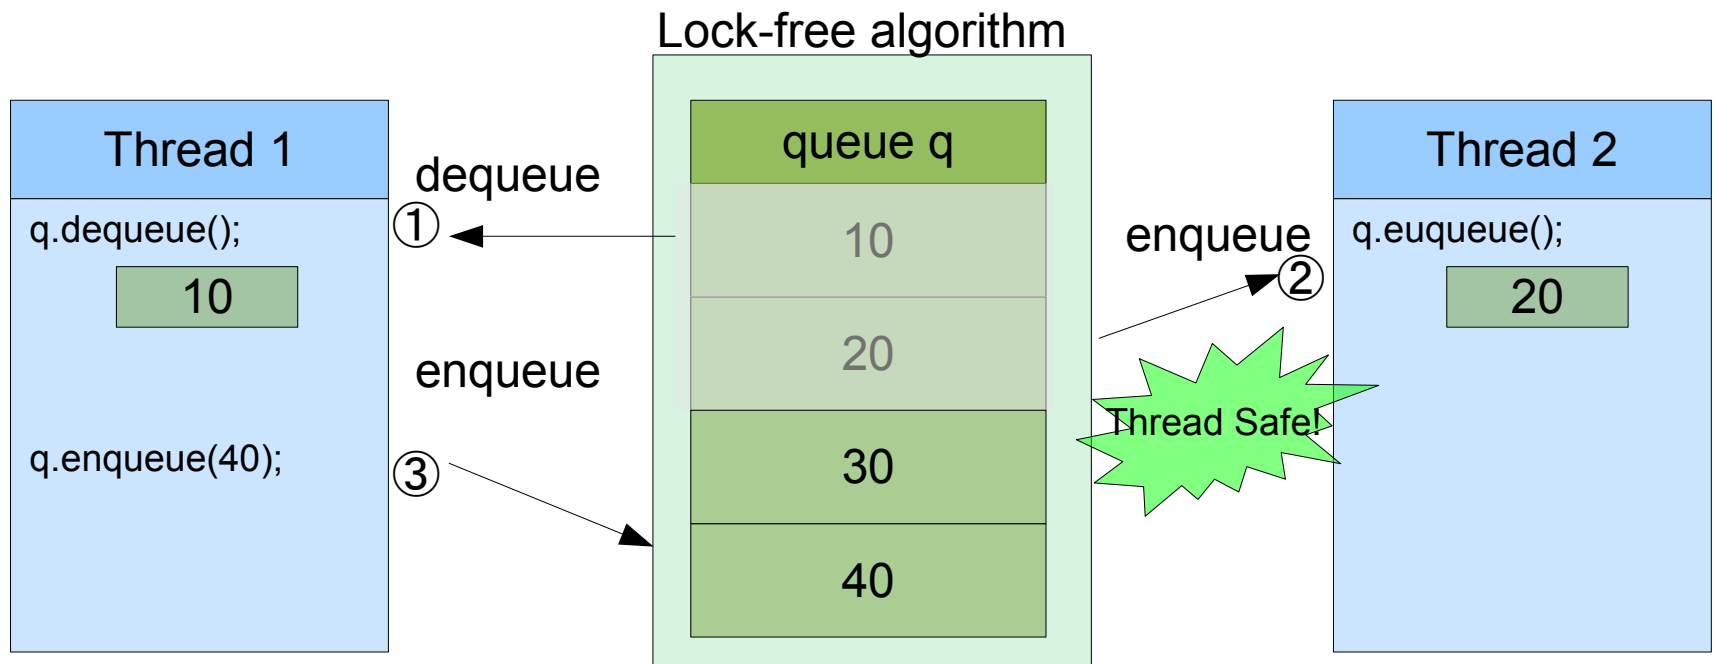 Lock-free algorithm
Thread 1
q.dequeue();
10
q.enqueue(40);
dequeue
①
enqueue
③
queue q
10
20
30
40
enqueue
②
Thread Safe!
Thread 2
q.euqueue();
20